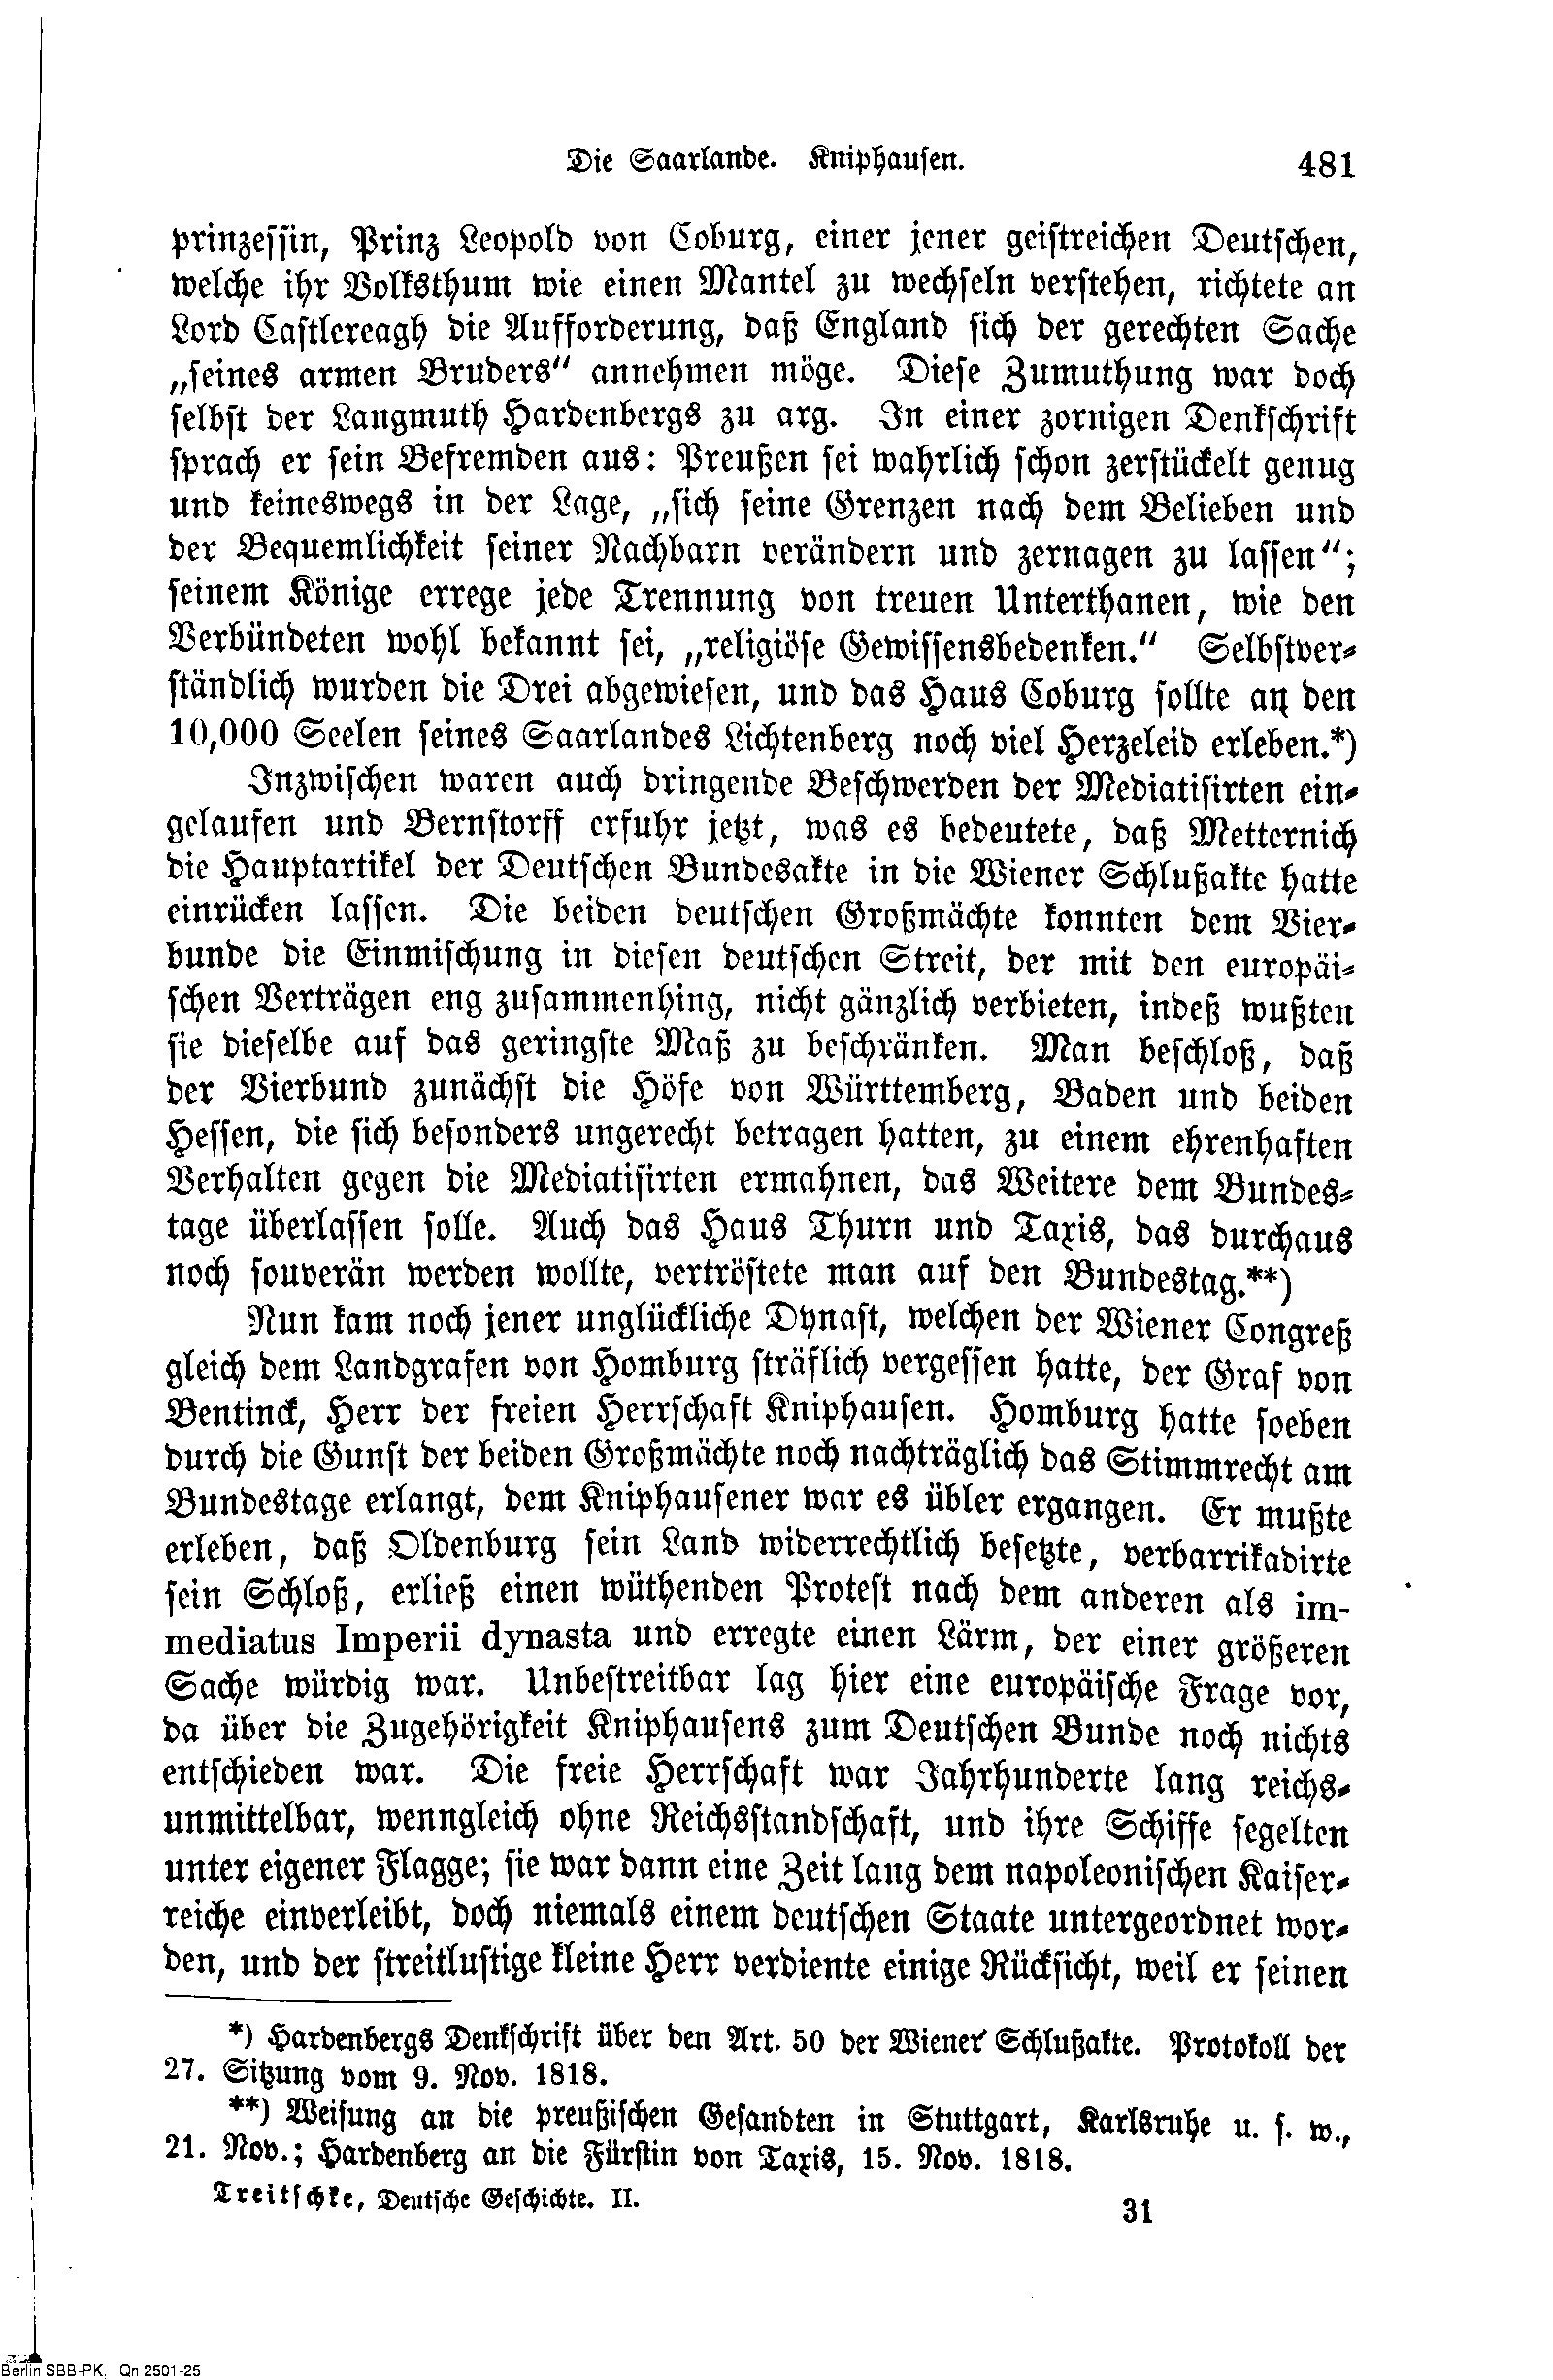 Die Saarlande. Kniphausen. 481
prinzessin, Prinz Leopold von Coburg, einer jener geistreichen Deutschen,
welche ihr Volksthum wie einen Mantel zu wechseln verstehen, richtete an
Lord Castlereagh die Aufforderung, daß England sich der gerechten Sache
„seines armen Bruders“ annehmen möge. Diese Zumuthung war doch
selbst der Langmuth Hardenbergs zu arg. In einer zornigen Denkschrift
sprach er sein Befremden aus: Preußen sei wahrlich schon zerstückelt genug
und keineswegs in der Lage, „sich seine Grenzen nach dem Belieben und
der Bequemlichkeit seiner Nachbarn verändern und zernagen zu lassen“;
seinem Könige errege jede Trennung von treuen Unterthanen, wie den
Verbündeten wohl bekannt sei, „religiöse Gewissensbedenken.“ Selbstver-
ständlich wurden die Drei abgewiesen, und das Haus Coburg sollte an den
10,000 Seelen seines Saarlandes Lichtenberg noch viel Herzeleid erleben.*)
Inzwischen waren auch dringende Beschwerden der Mediatisirten ein-
gelaufen und Bernstorff erfuhr jetzt, was es bedeutete, daß Metternich
die Hauptartikel der Deutschen Bundesakte in die Wiener Schlußakte hatte
einrücken lassen. Die beiden deutschen Großmächte konnten dem Vier-
bunde die Einmischung in diesen deutschen Streit, der mit den europäi-
schen Verträgen eng zusammenhing, nicht gänzlich verbieten, indeß wußten
sie dieselbe auf das geringste Maß zu beschränken. Man beschloß, daß
der Vierbund zunächst die Höfe von Württemberg, Baden und beiden
Hessen, die sich besonders ungerecht betragen hatten, zu einem ehrenhaften
Verhalten gegen die Mediatisirten ermahnen, das Weitere dem Bundes-
tage überlassen solle. Auch das Haus Thurn und Taxis, das durchaus
noch souverän werden wollte, vertröstete man auf den Bundestag.**)
Nun kam noch jener unglückliche Dynast, welchen der Wiener Congreß
gleich dem Landgrafen von Homburg sträflich vergessen hatte, der Graf von
Bentinck, Herr der freien Herrschaft Kniphausen. Homburg hatte soeben
durch die Gunst der beiden Großmächte noch nachträglich das Stimmrecht am
Bundestage erlangt, dem Kniphausener war es übler ergangen. Er mußte
erleben, daß Oldenburg sein Land widerrechtlich besetzte, verbarrikadirte
sein Schloß, erließ einen wüthenden Protest nach dem anderen als im-
mediatus Imperii dynasta und erregte einen Lärm, der einer größeren
Sache würdig war. Unbestreitbar lag hier eine europäische Frage vor,
da über die Zugehörigkeit Kniphausens zum Deutschen Bunde noch nichts
entschieden war. Die freie Herrschaft war Jahrhunderte lang reichs-
unmittelbar, wenngleich ohne Reichsstandschaft, und ihre Schiffe segelten
unter eigener Flagge; sie war dann eine Zeit lang dem napoleonischen Kaiser-
reiche einverleibt, doch niemals einem deutschen Staate untergeordnet wor-
den, und der streitlustige kleine Herr verdiente einige Rücksicht, weil er seinen
*) Hardenbergs Denkschrift über den Art. 50 der Wiener Schlußakte. Protokoll der
27. Sitzung vom 9. Nov. 1818.
**) Weisung an die preußischen Gesandten in Stuttgart, Karlsruhe u. s. w.,
21. Nov.; Hardenberg an die Fürstin von Taxis, 15. Nov. 1818.
Treitschke, Deutsche Geschichte. II. 31
Berlin SBB-PK, Qn 2501-25